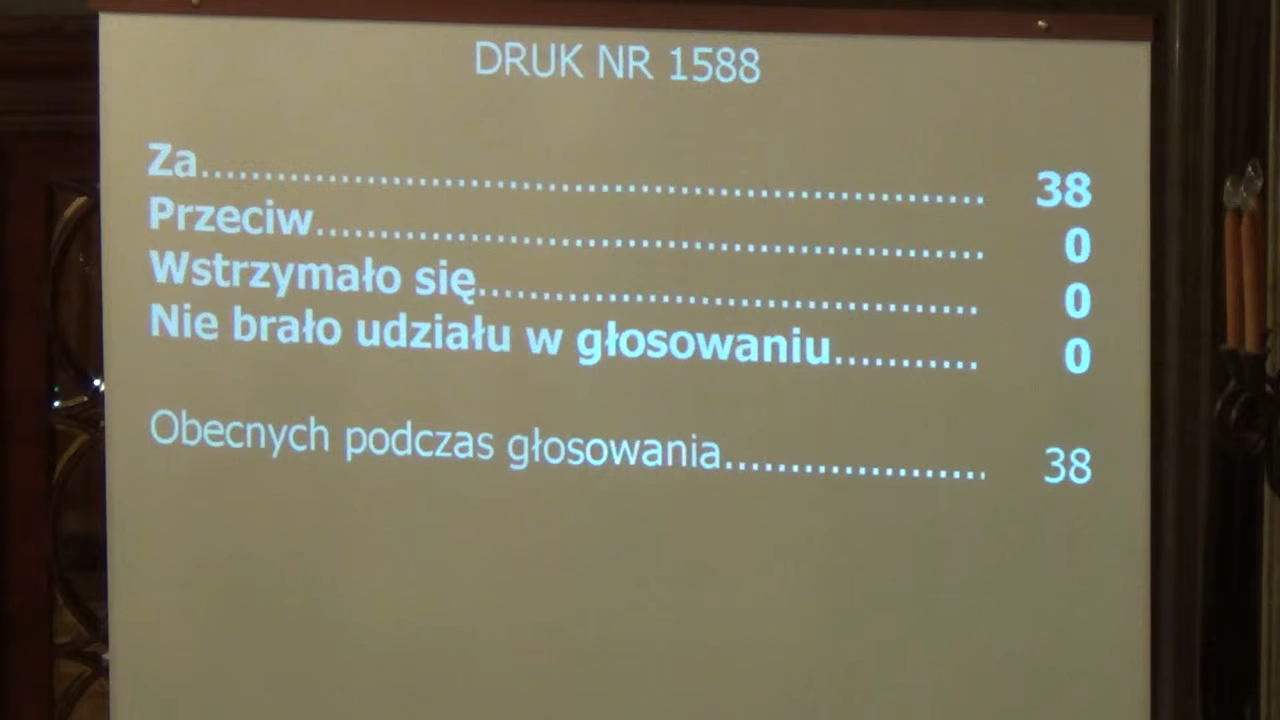 DRUK NR 1588
Za........................................................................ 38
Przeciw.............................................................. 0
Wstrzymało się.............................................. 0
Nie brało udziału w głosowaniu........... 0
Obecnych podczas głosowania.................... 38